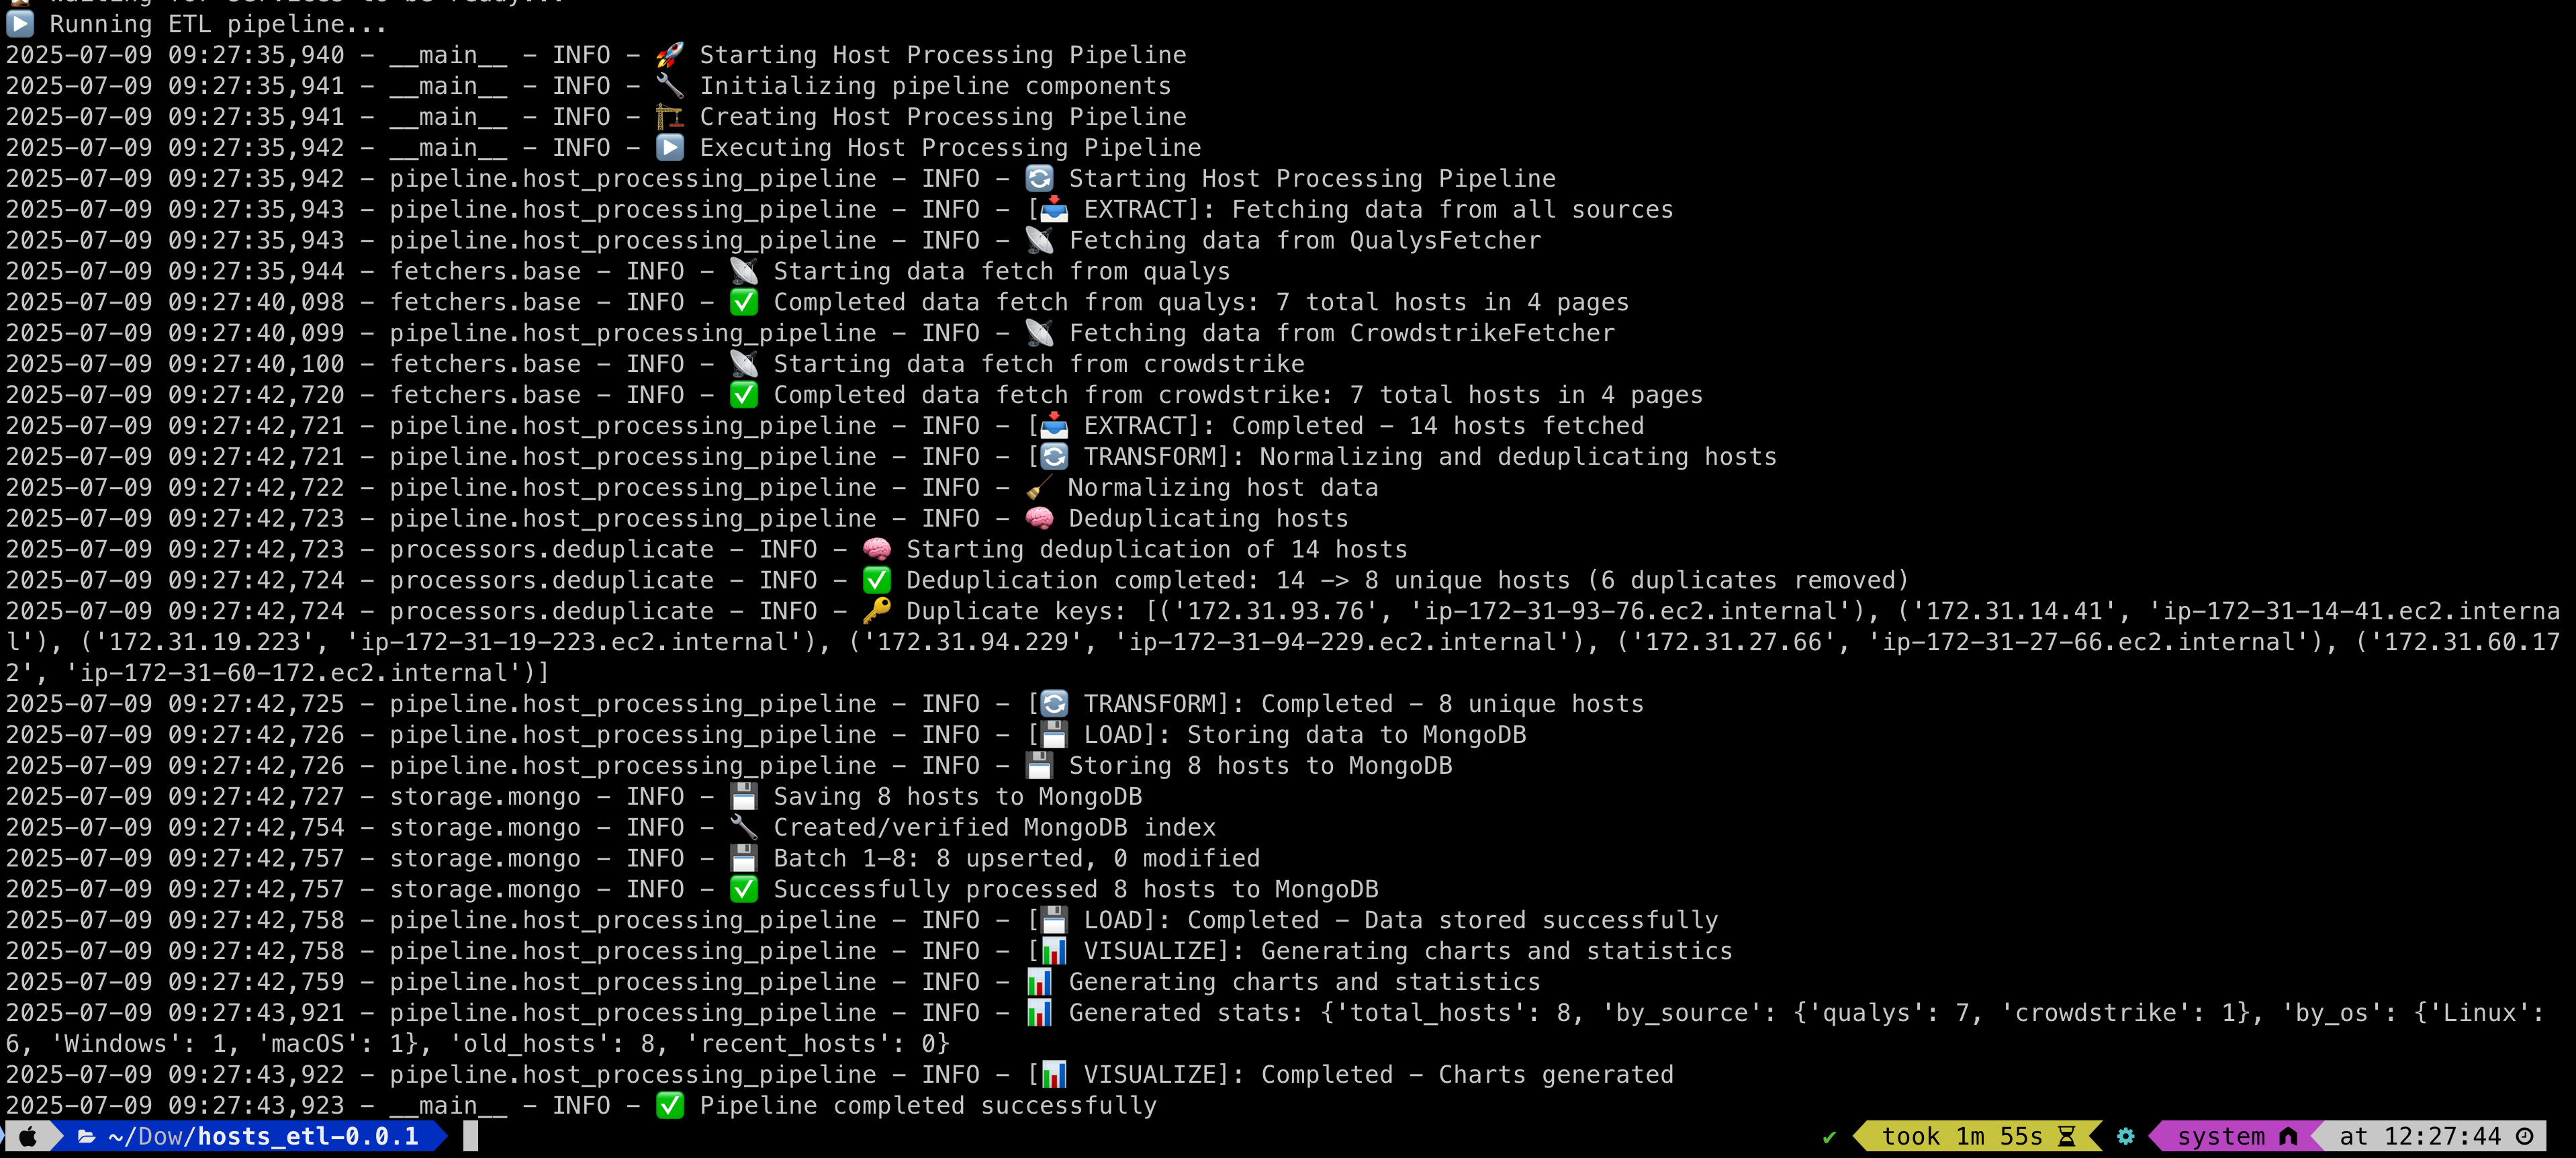 Waiting for services to be ready...
▶️ Running ETL pipeline...
2025-07-09 09:27:35,940 - __main__ - INFO - 🚀 Starting Host Processing Pipeline
2025-07-09 09:27:35,941 - __main__ - INFO - 🔧 Initializing pipeline components
2025-07-09 09:27:35,941 - __main__ - INFO - 🏗️ Creating Host Processing Pipeline
2025-07-09 09:27:35,942 - __main__ - INFO - ▶️ Executing Host Processing Pipeline
2025-07-09 09:27:35,942 - pipeline.host_processing_pipeline - INFO - 🔄 Starting Host Processing Pipeline
2025-07-09 09:27:35,943 - pipeline.host_processing_pipeline - INFO - [📥 EXTRACT]: Fetching data from all sources
2025-07-09 09:27:35,943 - pipeline.host_processing_pipeline - INFO - 📡 Fetching data from QualysFetcher
2025-07-09 09:27:35,944 - fetchers.base - INFO - 📡 Starting data fetch from qualys
2025-07-09 09:27:40,098 - fetchers.base - INFO - ✅ Completed data fetch from qualys: 7 total hosts in 4 pages
2025-07-09 09:27:40,099 - pipeline.host_processing_pipeline - INFO - 📡 Fetching data from CrowdstrikeFetcher
2025-07-09 09:27:40,100 - fetchers.base - INFO - 📡 Starting data fetch from crowdstrike
2025-07-09 09:27:42,720 - fetchers.base - INFO - ✅ Completed data fetch from crowdstrike: 7 total hosts in 4 pages
2025-07-09 09:27:42,721 - pipeline.host_processing_pipeline - INFO - [📥 EXTRACT]: Completed - 14 hosts fetched
2025-07-09 09:27:42,721 - pipeline.host_processing_pipeline - INFO - [🔄 TRANSFORM]: Normalizing and deduplicating hosts
2025-07-09 09:27:42,722 - pipeline.host_processing_pipeline - INFO - 🧹 Normalizing host data
2025-07-09 09:27:42,723 - pipeline.host_processing_pipeline - INFO - 🧠 Deduplicating hosts
2025-07-09 09:27:42,723 - processors.deduplicate - INFO - 🧠 Starting deduplication of 14 hosts
2025-07-09 09:27:42,724 - processors.deduplicate - INFO - ✅ Deduplication completed: 14 -> 8 unique hosts (6 duplicates removed)
2025-07-09 09:27:42,724 - processors.deduplicate - INFO - 🔑 Duplicate keys: [('172.31.93.76', 'ip-172-31-93-76.ec2.internal'), ('172.31.14.41', 'ip-172-31-14-41.ec2.interna
l'), ('172.31.19.223', 'ip-172-31-19-223.ec2.internal'), ('172.31.94.229', 'ip-172-31-94-229.ec2.internal'), ('172.31.27.66', 'ip-172-31-27-66.ec2.internal'), ('172.31.60.17
2', 'ip-172-31-60-172.ec2.internal')]
2025-07-09 09:27:42,725 - pipeline.host_processing_pipeline - INFO - [🔄 TRANSFORM]: Completed - 8 unique hosts
2025-07-09 09:27:42,726 - pipeline.host_processing_pipeline - INFO - [💾 LOAD]: Storing data to MongoDB
2025-07-09 09:27:42,726 - pipeline.host_processing_pipeline - INFO - 💾 Storing 8 hosts to MongoDB
2025-07-09 09:27:42,727 - storage.mongo - INFO - 💾 Saving 8 hosts to MongoDB
2025-07-09 09:27:42,754 - storage.mongo - INFO - 🔧 Created/verified MongoDB index
2025-07-09 09:27:42,757 - storage.mongo - INFO - 💾 Batch 1-8: 8 upserted, 0 modified
2025-07-09 09:27:42,757 - storage.mongo - INFO - ✅ Successfully processed 8 hosts to MongoDB
2025-07-09 09:27:42,758 - pipeline.host_processing_pipeline - INFO - [💾 LOAD]: Completed - Data stored successfully
2025-07-09 09:27:42,758 - pipeline.host_processing_pipeline - INFO - [📊 VISUALIZE]: Generating charts and statistics
2025-07-09 09:27:42,759 - pipeline.host_processing_pipeline - INFO - 📊 Generating charts and statistics
2025-07-09 09:27:43,921 - pipeline.host_processing_pipeline - INFO - 📊 Generated stats: {'total_hosts': 8, 'by_source': {'qualys': 7, 'crowdstrike': 1}, 'by_os': {'Linux':
6, 'Windows': 1, 'macOS': 1}, 'old_hosts': 8, 'recent_hosts': 0}
2025-07-09 09:27:43,922 - pipeline.host_processing_pipeline - INFO - [📊 VISUALIZE]: Completed - Charts generated
2025-07-09 09:27:43,923 - __main__ - INFO - ✅ Pipeline completed successfully
~/Dow/hosts_etl-0.0.1 ✔ took 1m 55s system at 12:27:44